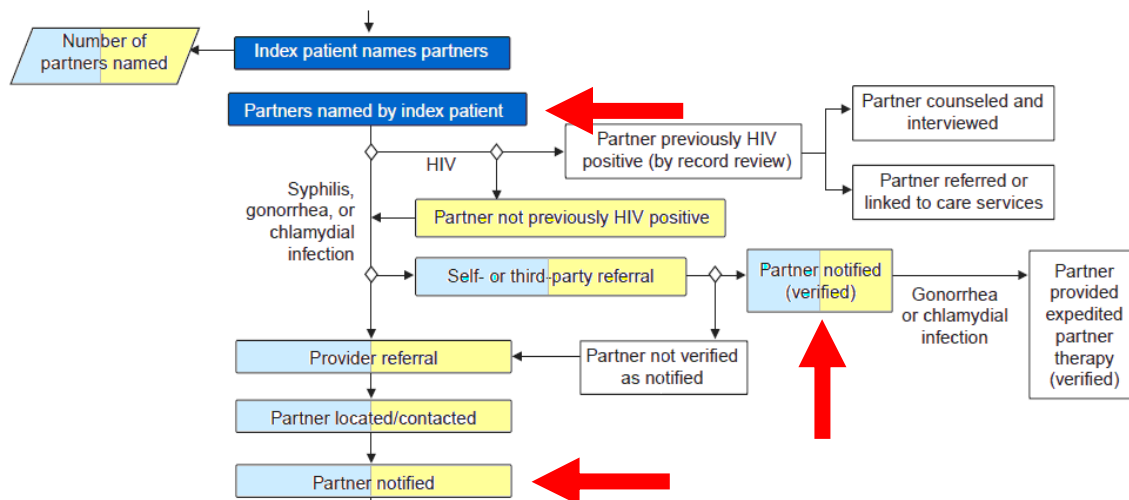 Number of
partners named
Index patient names partners
Partners named by index patient
HIV
Partner previously HIV
positive (by record review)
Partner counseled and
interviewed
Partner referred or
linked to care services
Syphilis,
gonorrhea, or
chlamydial
infection
Partner not previously HIV positive
Self- or third-party referral
Partner notified
(verified)
Gonorrhea
or chlamydial
infection
Partner
provided
expedited
partner
therapy
(verified)
Provider referral
Partner not verified
as notified
Partner located/contacted
Partner notified